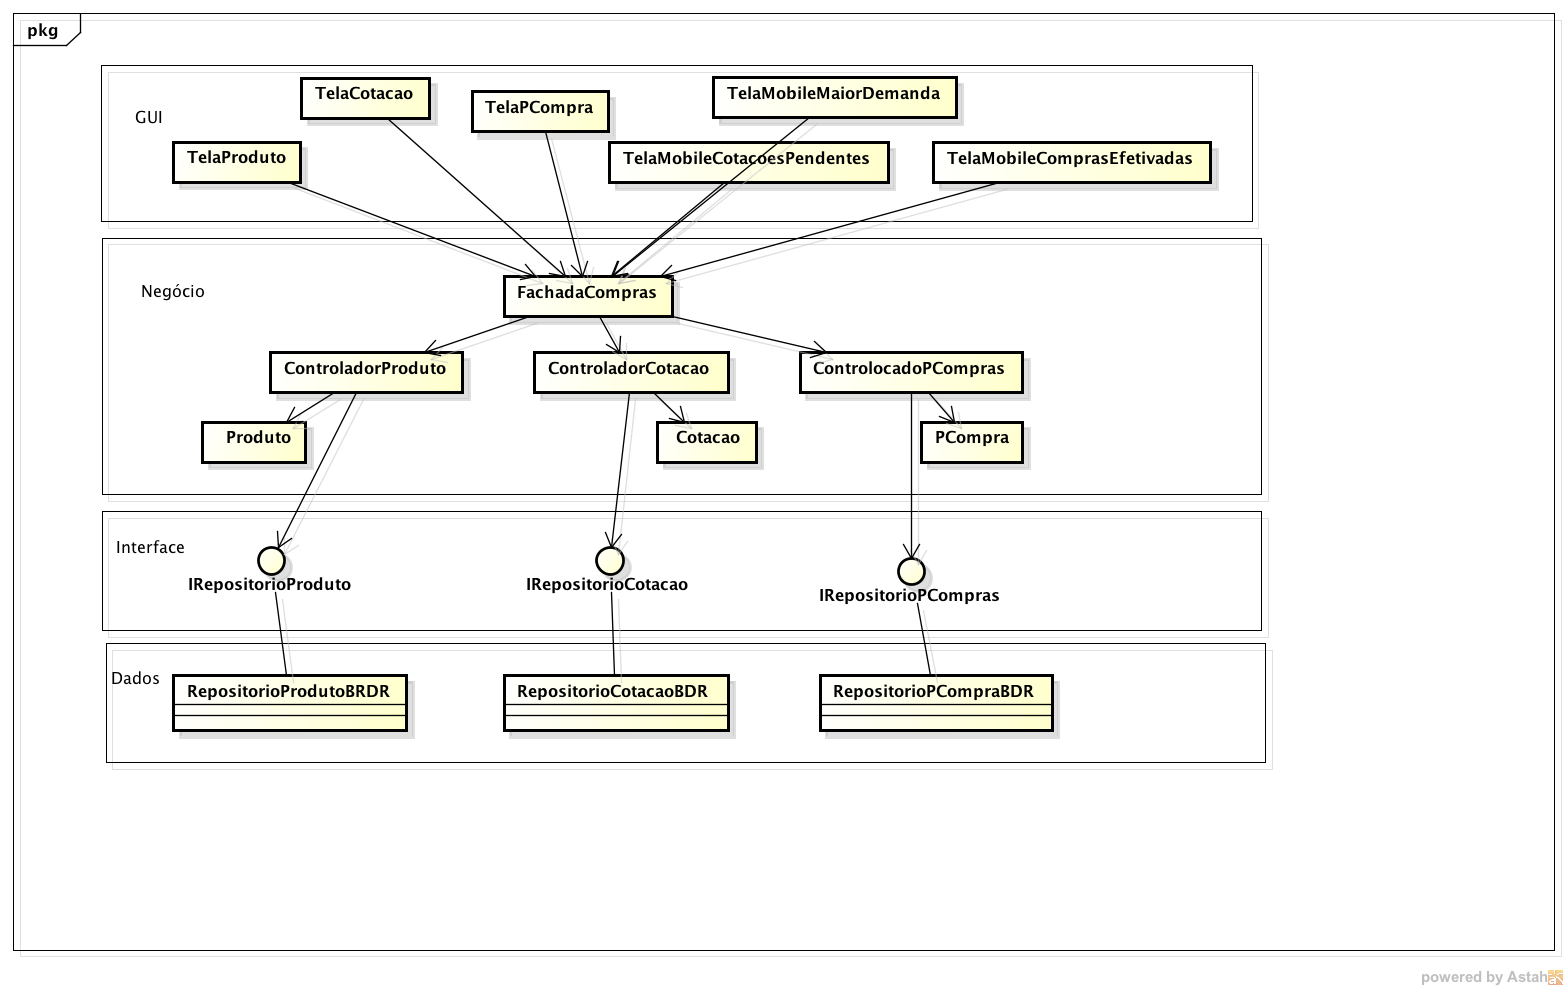 pkg
GUI
TelaCotacao
TelaPCompra
TelaMobileMaiorDemanda
TelaProduto
TelaMobileCotacoesPendentes
TelaMobileComprasEfetivadas
Negócio
FachadaCompras
ControladorProduto
ControladorCotacao
ControlocadoPCompras
Produto
Cotacao
PCompra
Interface
IRepositorioProduto
IRepositorioCotacao
IRepositorioPCompras
Dados
RepositorioProdutoBRDR
RepositorioCotacaoBDR
RepositorioPCompraBDR
powered by Astah